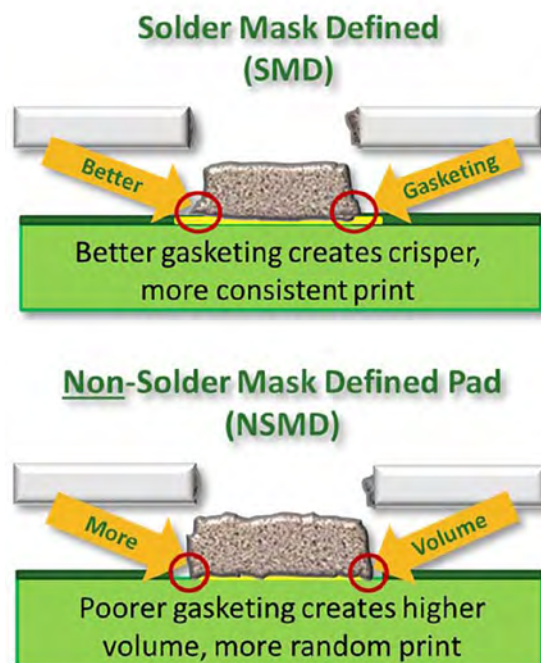 Solder Mask Defined
(SMD)
Better
Gasketing
Better gasketing creates crisper,
more consistent print
Non-Solder Mask Defined Pad
(NSMD)
More
Volume
Poorer gasketing creates higher
volume, more random print